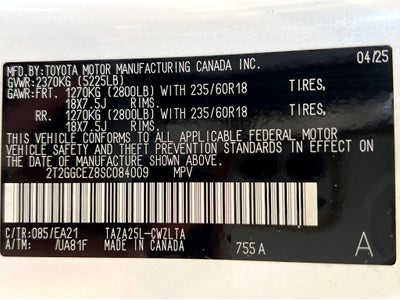 MFD.BY:TOYOTA MOTOR MANUFACTURING CANADA INC. 04/25
GVWR:2370KG (5225LB)
GAWR:FRT. 1270KG (2800LB) WITH 235/60R18 TIRES,
18X7.5J RIMS.
RR. 1270KG (2800LB) WITH 235/60R18 TIRES,
18X7.5J RIMS.
THIS VEHICLE CONFORMS TO ALL APPLICABLE FEDERAL MOTOR
VEHICLE SAFETY AND THEFT PREVENTION STANDARDS IN EFFECT ON
THE DATE OF MANUFACTURE SHOWN ABOVE.
2T2GGCEZ8SC084009 MPV
C/TR:085/EA21 TAZA25L-CWZLTA
A/TM: /UA81F MADE IN CANADA 755A A